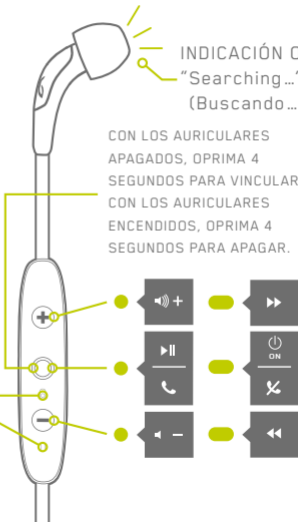 INDICACIÓN
"Searching…"
(Buscando…
CON LOS AURICULARES
APAGADOS, OPRIMA 4
SEGUNDOS PARA VINCULAR
CON LOS AURICULARES
ENCENDIDOS, OPRIMA 4
SEGUNDOS PARA APAGAR.
ON